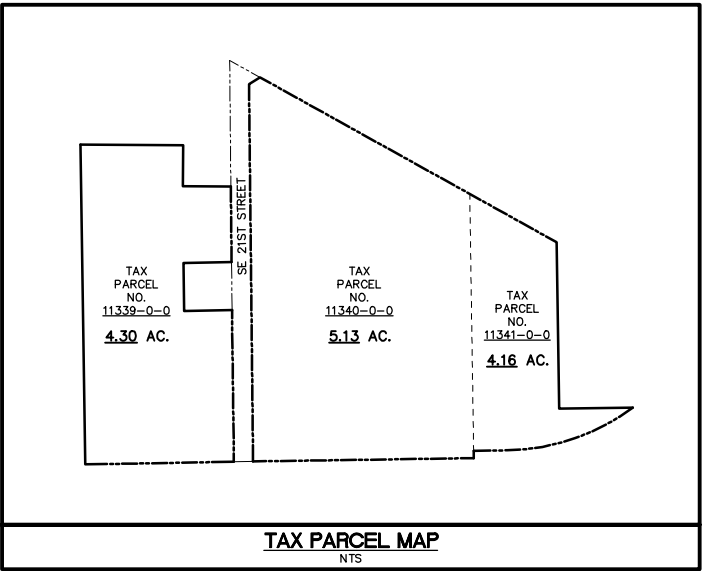 SE 21ST STREET
TAX
PARCEL
NO.
11339-0-0
4.30 AC.
TAX
PARCEL
NO.
11340-0-0
5.13 AC.
TAX
PARCEL
NO.
11341-0-0
4.16 AC.
TAX PARCEL MAP
NTS